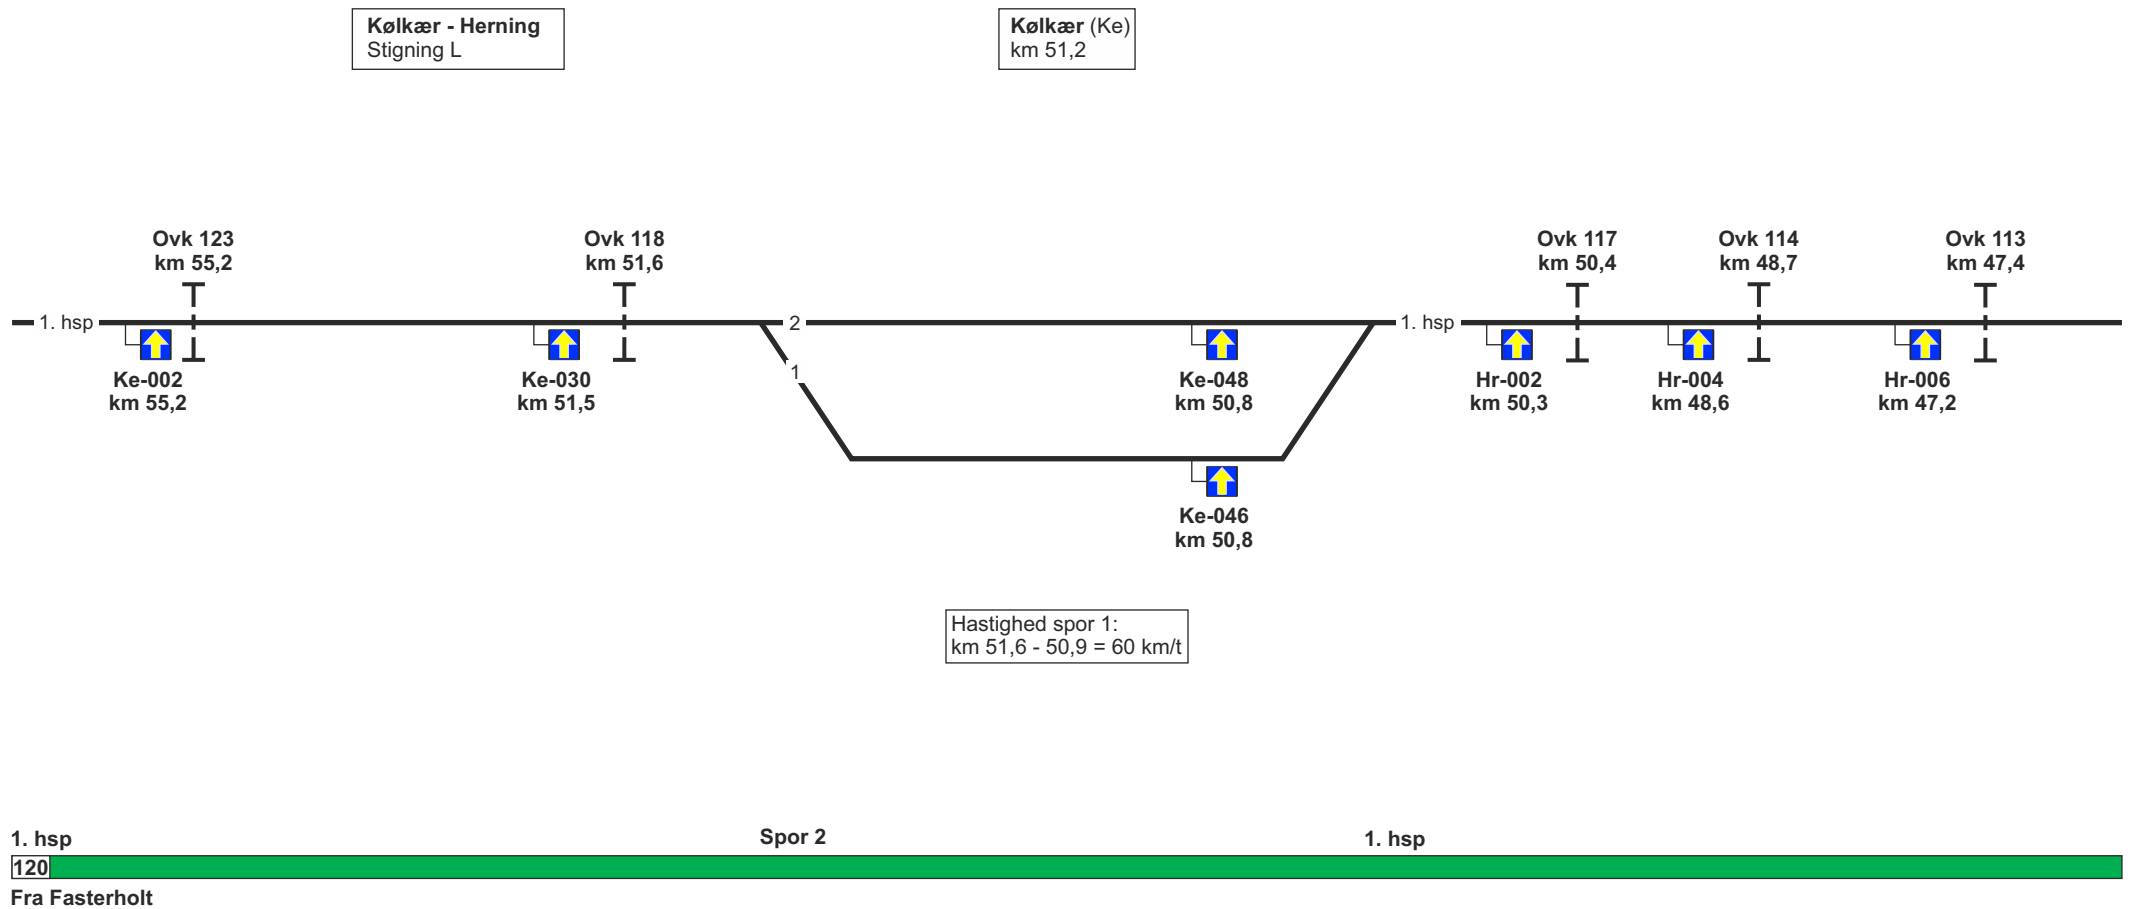 Kølkær - Herning
Stigning L
Kølkær (Ke)
km 51,2
Ovk 123
km 55,2
Ovk 118
km 51,6
Ovk 117
km 50,4
Ovk 114
km 48,7
Ovk 113
km 47,4
1. hsp
2
1. hsp
1
Ke-002
km 55,2
Ke-030
km 51,5
Ke-048
km 50,8
Hr-002
km 50,3
Hr-004
km 48,6
Hr-006
km 47,2
Ke-046
km 50,8
Hastighed spor 1:
km 51,6 - 50,9 = 60 km/t
1. hsp
Spor 2
1. hsp
120
Fra Fasterholt